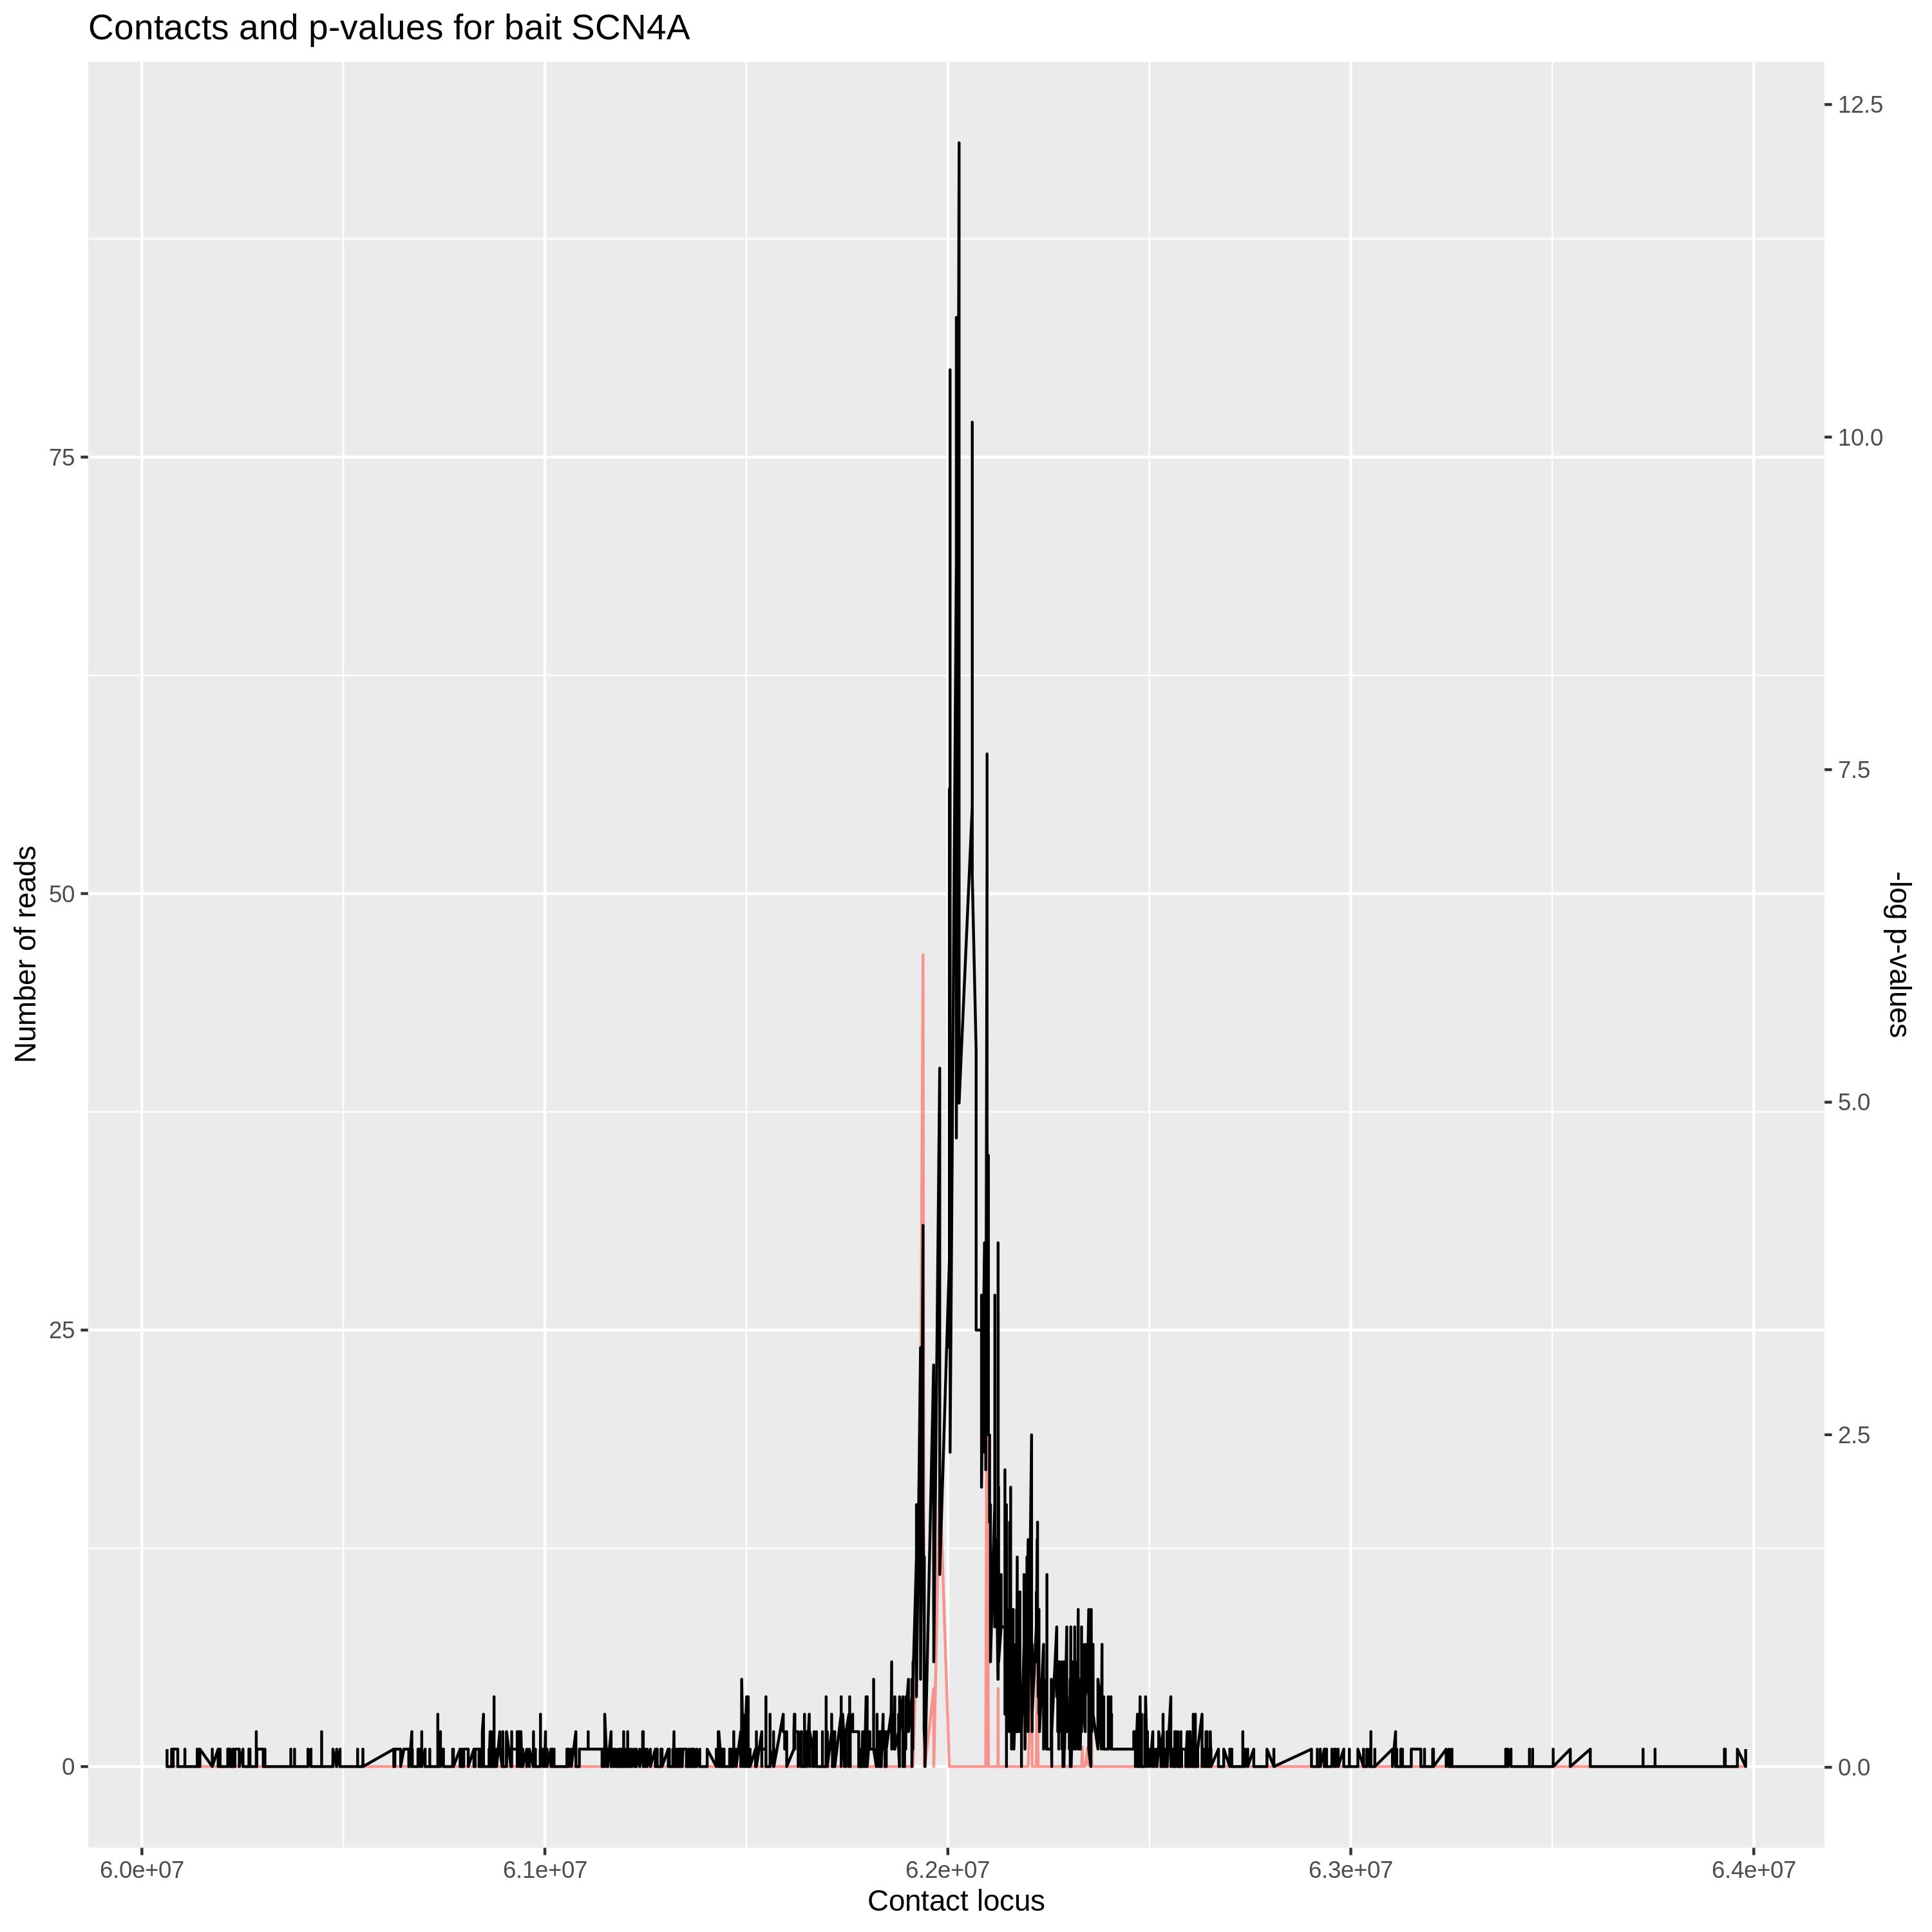 Contacts and p-values for bait SCN4A
12.5
10.0
75
7.5
Number of reads
50
-log p-values
5.0
25
2.5
0
0.0
6.0e+07
6.1e+07
6.2e+07
6.3e+07
6.4e+07
Contact locus